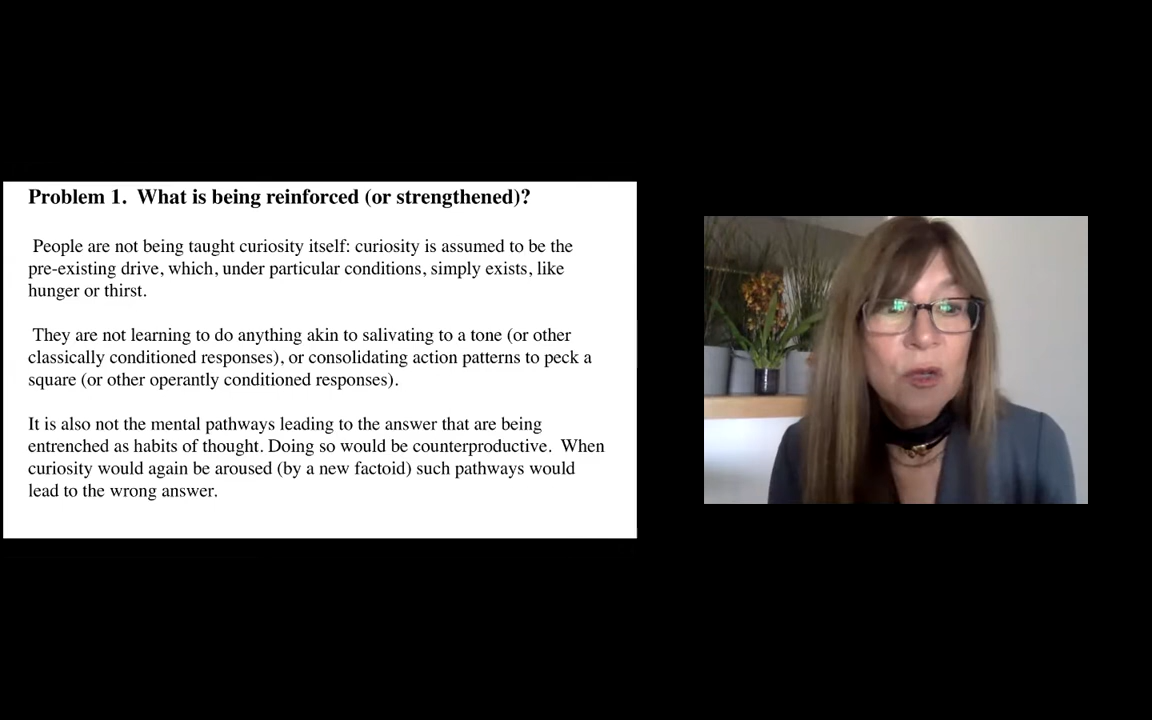 Problem 1. What is being reinforced (or strengthened)?
People are not being taught curiosity itself: curiosity is assumed to be the
pre-existing drive, which, under particular conditions, simply exists, like
hunger or thirst.
They are not learning to do anything akin to salivating to a tone (or other
classically conditioned responses), or consolidating action patterns to peck a
square (or other operantly conditioned responses).
It is also not the mental pathways leading to the answer that are being
entrenched as habits of thought. Doing so would be counterproductive. When
curiosity would again be aroused (by a new factoid) such pathways would
lead to the wrong answer.